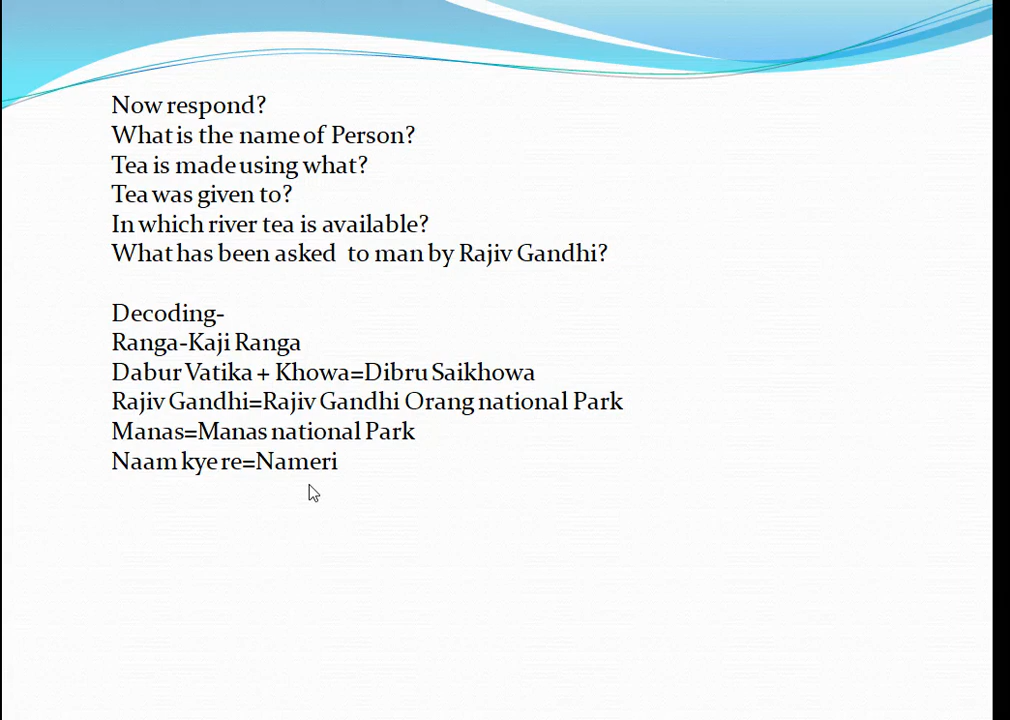 Now respond?
What is the name of Person?
Tea is made using what?
Tea was given to?
In which river tea is available?
What has been asked  to man by Rajiv Gandhi?
Decoding-
Ranga-Kaji Ranga
Dabur Vatika + Khowa=Dibru Saikhowa
Rajiv Gandhi=Rajiv Gandhi Orang national Park
Manas=Manas national Park
Naam kye re=Nameri